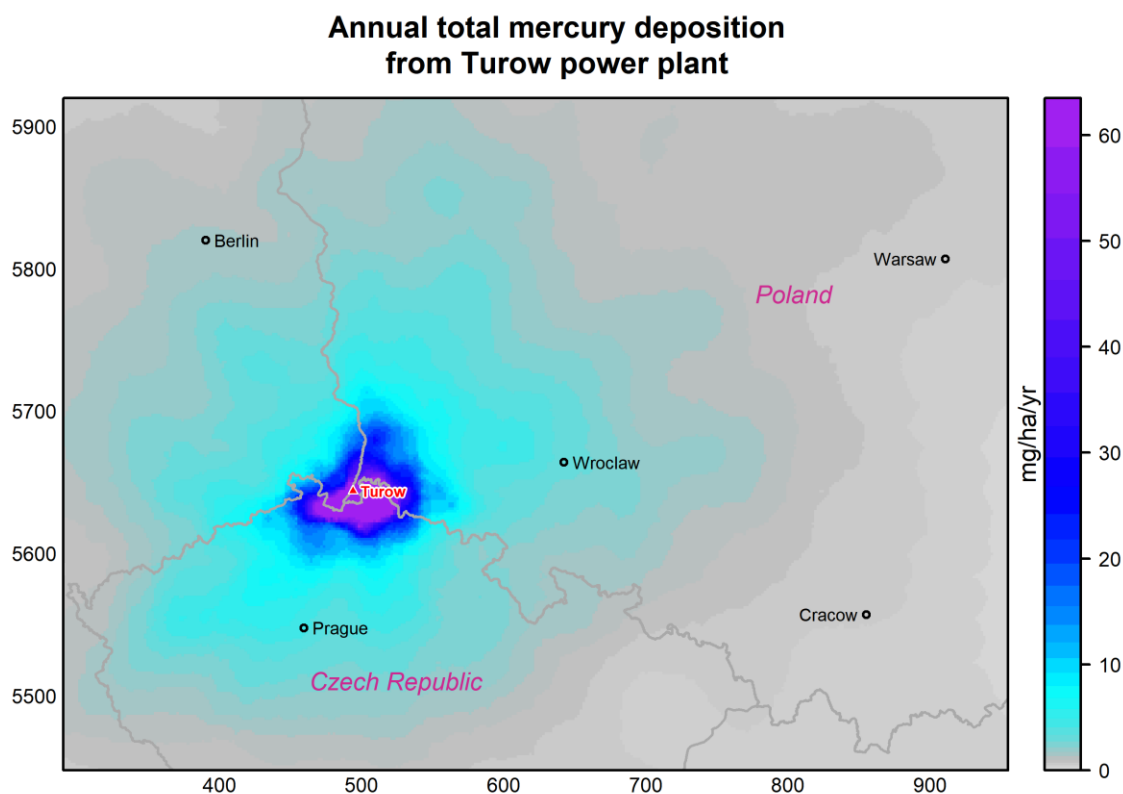 Annual total mercury deposition
from Turow power plant
5900
5800
5700
5600
5500
400
500
600
700
800
900
Berlin
Warsaw
Poland
Wroclaw
Turow
Cracow
Prague
Czech Republic
mg/ha/yr
60
50
40
30
20
10
0